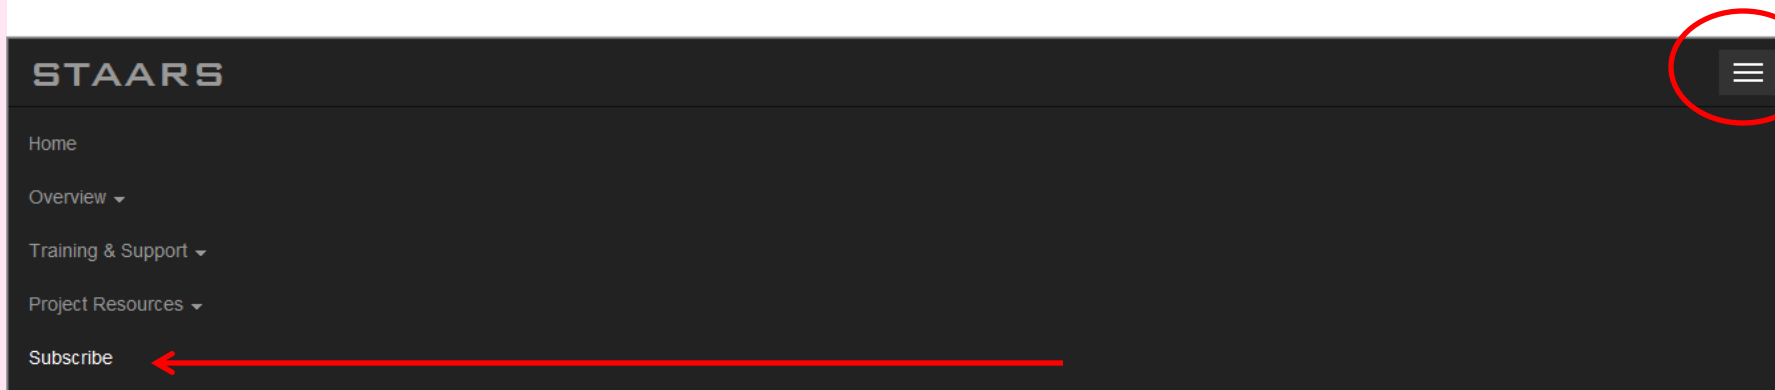 STAARS
Home
Overview
Training & Support
Project Resources
Subscribe